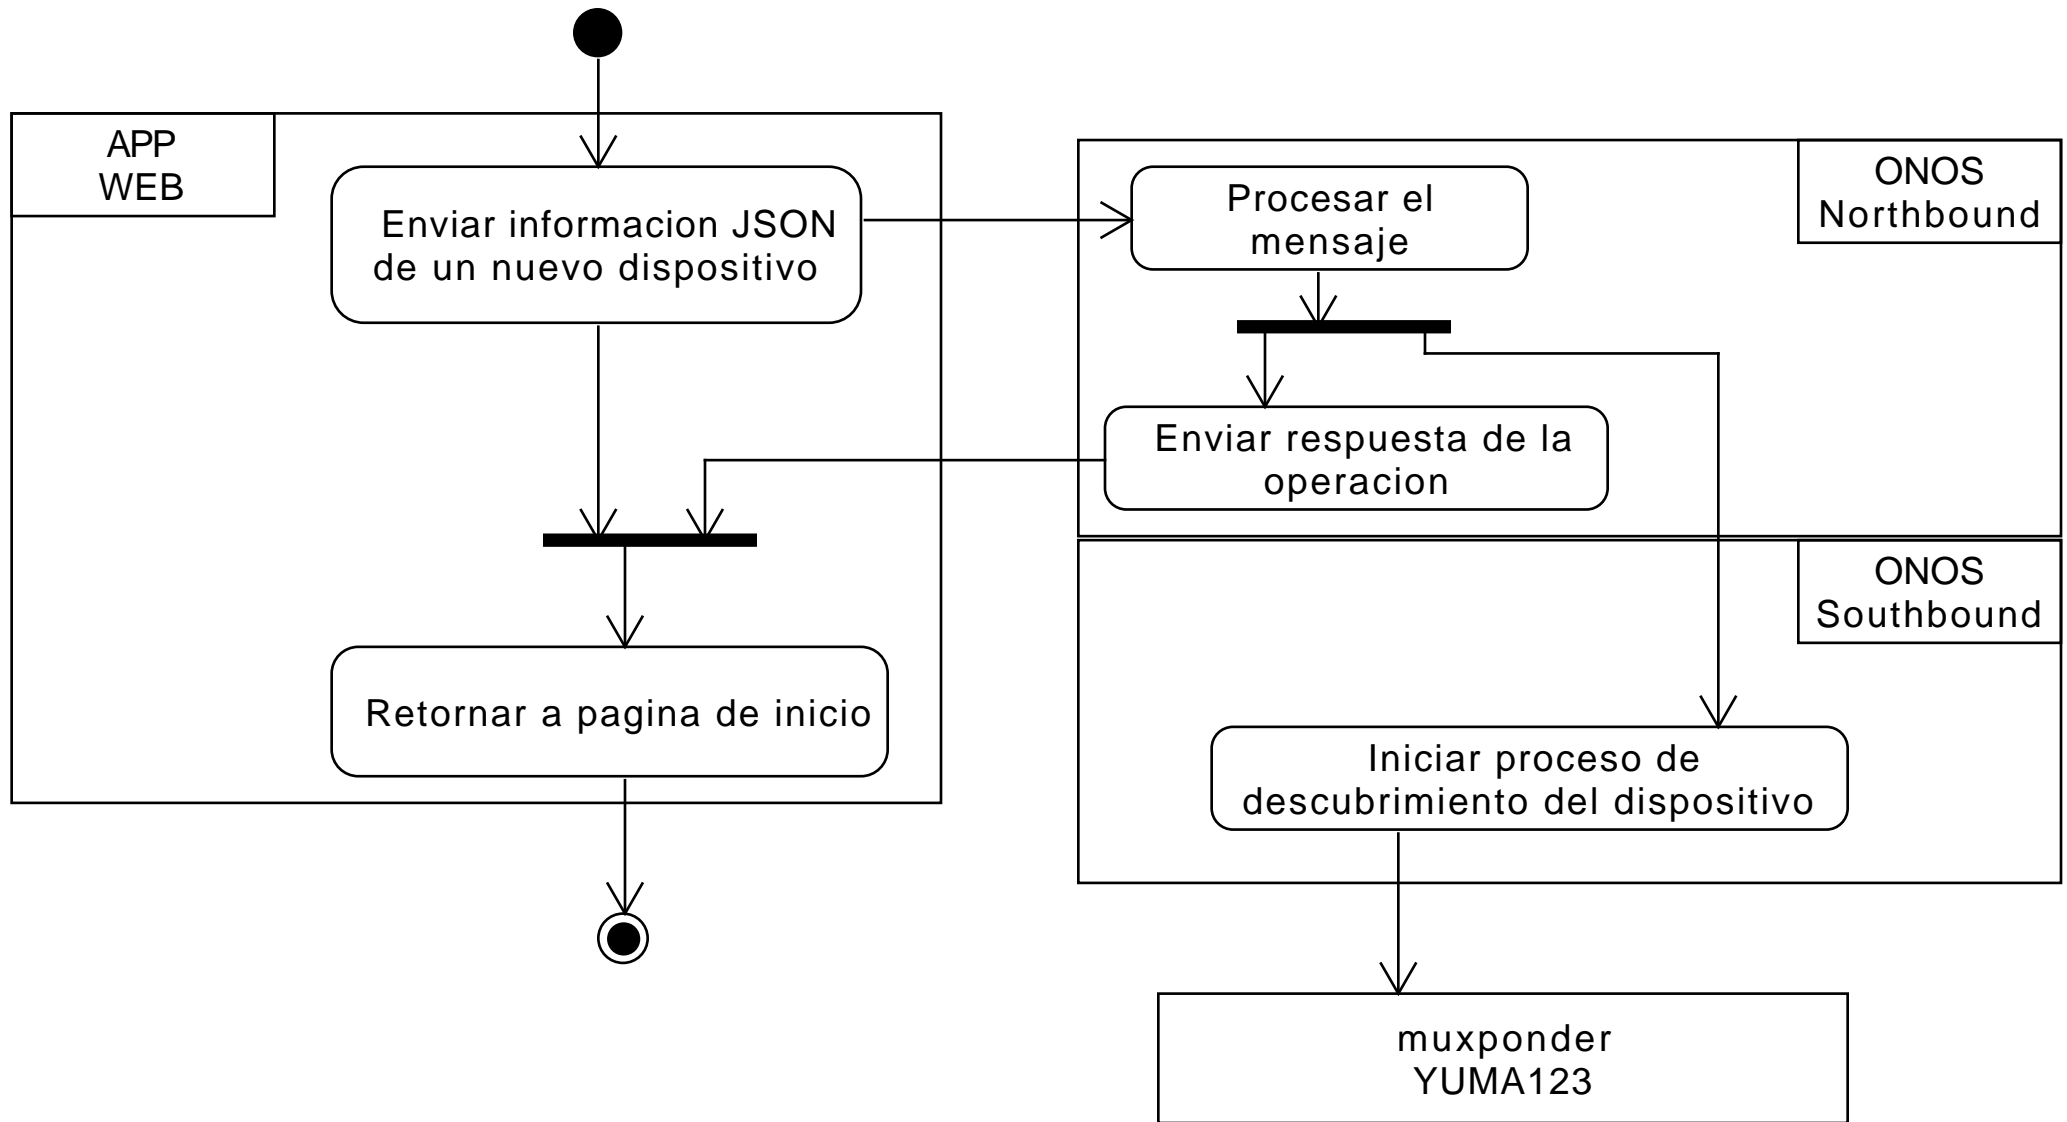 APP
WEB
Enviar informacion JSON
de un nuevo dispositivo
Procesar el
mensaje
ONOS
Northbound
Enviar respuesta de la
operacion
ONOS
Southbound
Retornar a pagina de inicio
Iniciar proceso de
descubrimiento del dispositivo
muxponder
YUMA123